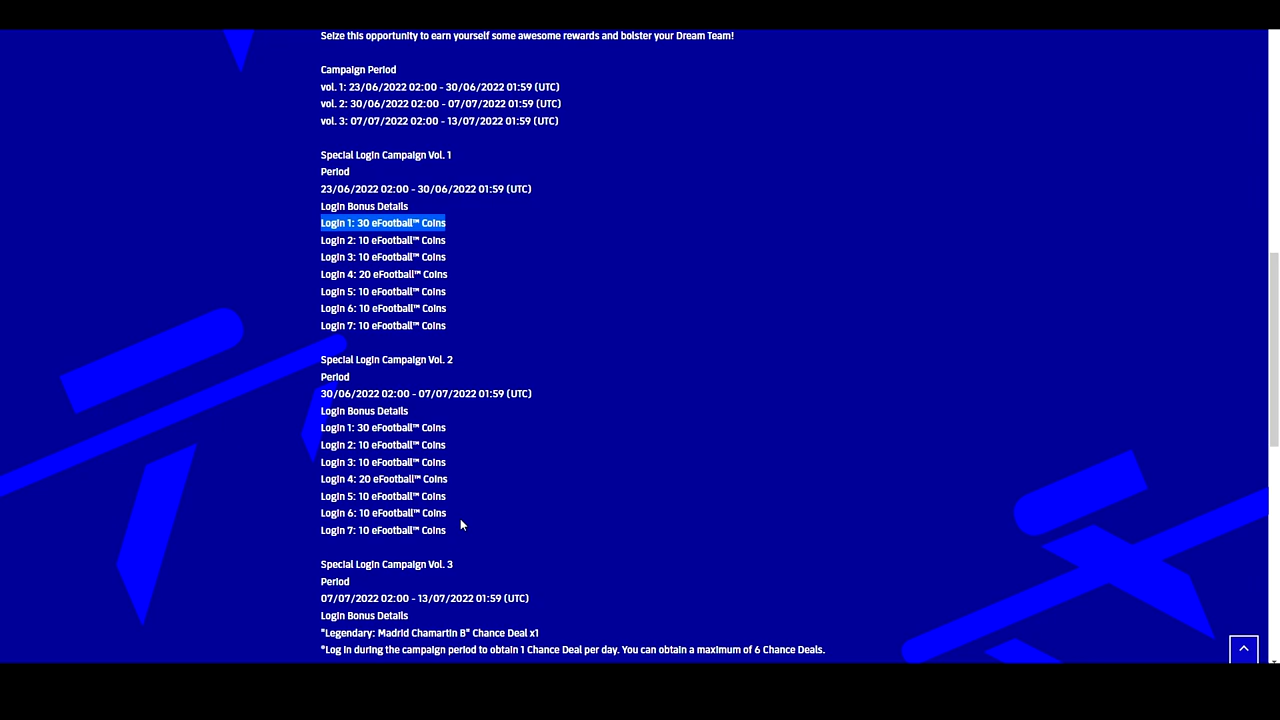 Seize this opportunity to earn yourself some awesome rewards and bolster your Dream Team!
Campaign Period
vol. 1: 23/06/2022 02:00 - 30/06/2022 01:59 (UTC)
vol. 2: 30/06/2022 02:00 - 07/07/2022 01:59 (UTC)
vol. 3: 07/07/2022 02:00 - 13/07/2022 01:59 (UTC)
Special Login Campaign Vol. 1
Period
23/06/2022 02:00 - 30/06/2022 01:59 (UTC)
Login Bonus Details
Login 1: 30 eFootball™ Coins
Login 2: 10 eFootball™ Coins
Login 3: 10 eFootball™ Coins
Login 4: 20 eFootball™ Coins
Login 5: 10 eFootball™ Coins
Login 6: 10 eFootball™ Coins
Login 7: 10 eFootball™ Coins
Special Login Campaign Vol. 2
Period
30/06/2022 02:00 - 07/07/2022 01:59 (UTC)
Login Bonus Details
Login 1: 30 eFootball™ Coins
Login 2: 10 eFootball™ Coins
Login 3: 10 eFootball™ Coins
Login 4: 20 eFootball™ Coins
Login 5: 10 eFootball™ Coins
Login 6: 10 eFootball™ Coins
Login 7: 10 eFootball™ Coins
Special Login Campaign Vol. 3
Period
07/07/2022 02:00 - 13/07/2022 01:59 (UTC)
Login Bonus Details
"Legendary: Madrid Chamartin B" Chance Deal x1
*Log in during the campaign period to obtain 1 Chance Deal per day. You can obtain a maximum of 6 Chance Deals.